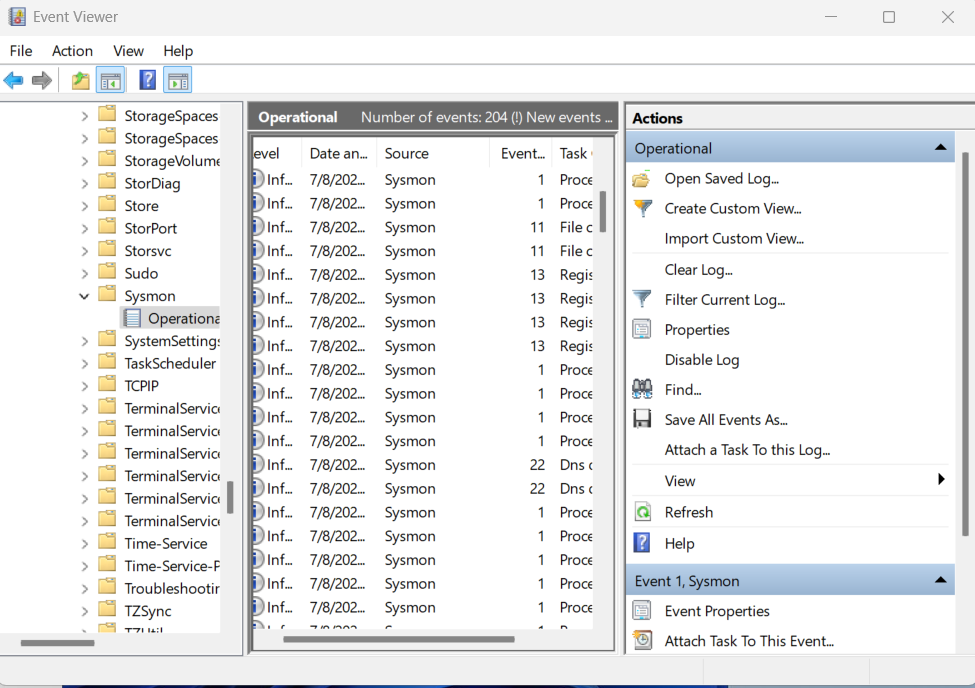 Event Viewer
File Action View Help
StorageSpaces
StorageSpaces
StorageVolume
StorDiag
Store
StorPort
Storsvc
Sudo
Sysmon
Operationa
SystemSettings
TaskScheduler
TCPIP
TerminalService
TerminalService
TerminalService
TerminalService
TerminalService
TerminalService
Time-Service
Time-Service-P
Troubleshootin
TZSync
TZUtil
Operational Number of events: 204 (!) New events ...
evel Date an... Source Event... Task
Inf... 7/8/202... Sysmon 1 Proce
Inf... 7/8/202... Sysmon 1 Proce
Inf... 7/8/202... Sysmon 11 File c
Inf... 7/8/202... Sysmon 11 File c
Inf... 7/8/202... Sysmon 13 Regis
Inf... 7/8/202... Sysmon 13 Regis
Inf... 7/8/202... Sysmon 13 Regis
Inf... 7/8/202... Sysmon 13 Regis
Inf... 7/8/202... Sysmon 1 Proce
Inf... 7/8/202... Sysmon 1 Proce
Inf... 7/8/202... Sysmon 1 Proce
Inf... 7/8/202... Sysmon 1 Proce
Inf... 7/8/202... Sysmon 22 Dns
Inf... 7/8/202... Sysmon 22 Dns
Inf... 7/8/202... Sysmon 1 Proce
Inf... 7/8/202... Sysmon 1 Proce
Inf... 7/8/202... Sysmon 1 Proce
Inf... 7/8/202... Sysmon 1 Proce
Inf... 7/8/202... Sysmon 1 Proce
Actions
Operational
Open Saved Log...
Create Custom View...
Import Custom View...
Clear Log...
Filter Current Log...
Properties
Disable Log
Find...
Save All Events As...
Attach a Task To this Log...
View
Refresh
Help
Event 1, Sysmon
Event Properties
Attach Task To This Event...